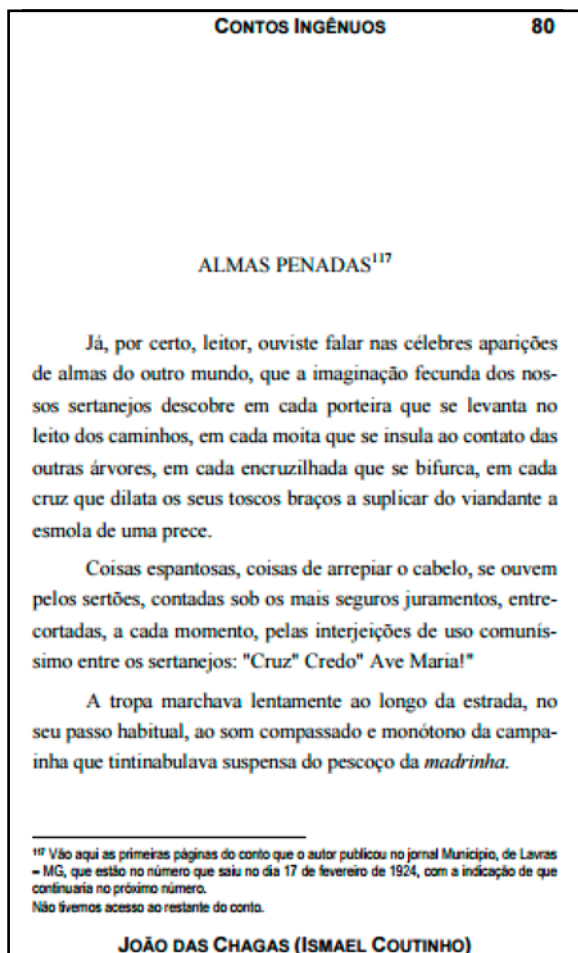 CONTOS INGÊNUOS 80
ALMAS PENADAS¹¹⁷
Já, por certo, leitor, ouviste falar nas célebres aparições
de almas do outro mundo, que a imaginação fecunda dos nos-
sos sertanejos descobre em cada porteira que se levanta no
leito dos caminhos, em cada moita que se insula ao contato das
outras árvores, em cada encruzilhada que se bifurca, em cada
cruz que dilata os seus toscos braços a suplicar do viandante a
esmola de uma prece.
Coisas espantosas, coisas de arrepiar o cabelo, se ouvem
pelos sertões, contadas sob os mais seguros juramentos, entre-
cortadas, a cada momento, pelas interjeições de uso comunís-
simo entre os sertanejos: "Cruz" Credo" Ave Maria!"
A tropa marchava lentamente ao longo da estrada, no
seu passo habitual, ao som compassado e monótono da campa-
inha que tintinabulava suspensa do pescoço da madrinha.
¹¹⁷ Vão aqui as primeiras páginas do conto que o autor publicou no jornal Município, de Lavras
– MG, que estão no número que saiu no dia 17 de fevereiro de 1924, com a indicação de que
continuaria no próximo número.
Não tivemos acesso ao restante do conto.
JOÃO DAS CHAGAS (ISMAEL COUTINHO)